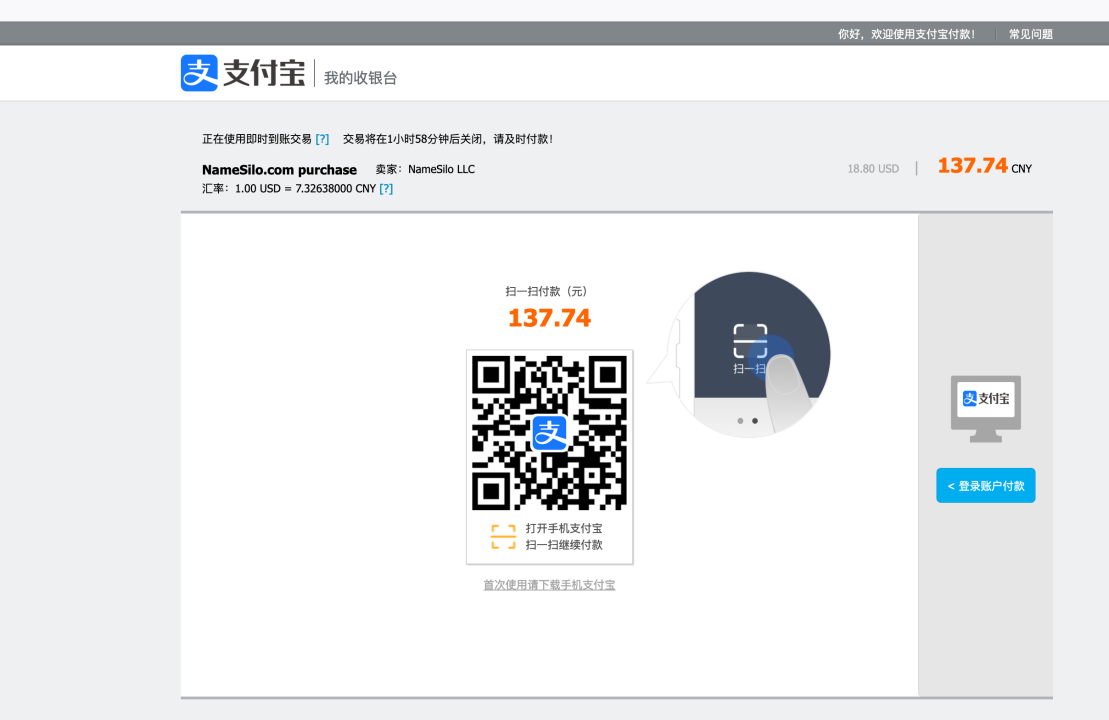 你好，欢迎使用支付宝付款！ 常见问题
支 支付宝 我的收银台
正在使用即时到账交易 [?] 交易将在1小时58分钟后关闭，请及时付款！
NameSilo.com purchase 卖家：NameSilo LLC
18.80 USD | 137.74 CNY
汇率：1.00 USD = 7.32638000 CNY [?]
扫一扫付款（元）
137.74
扫一扫
支
打开手机支付宝
扫一扫继续付款
首次使用请下载手机支付宝
支 支付宝
< 登录账户付款